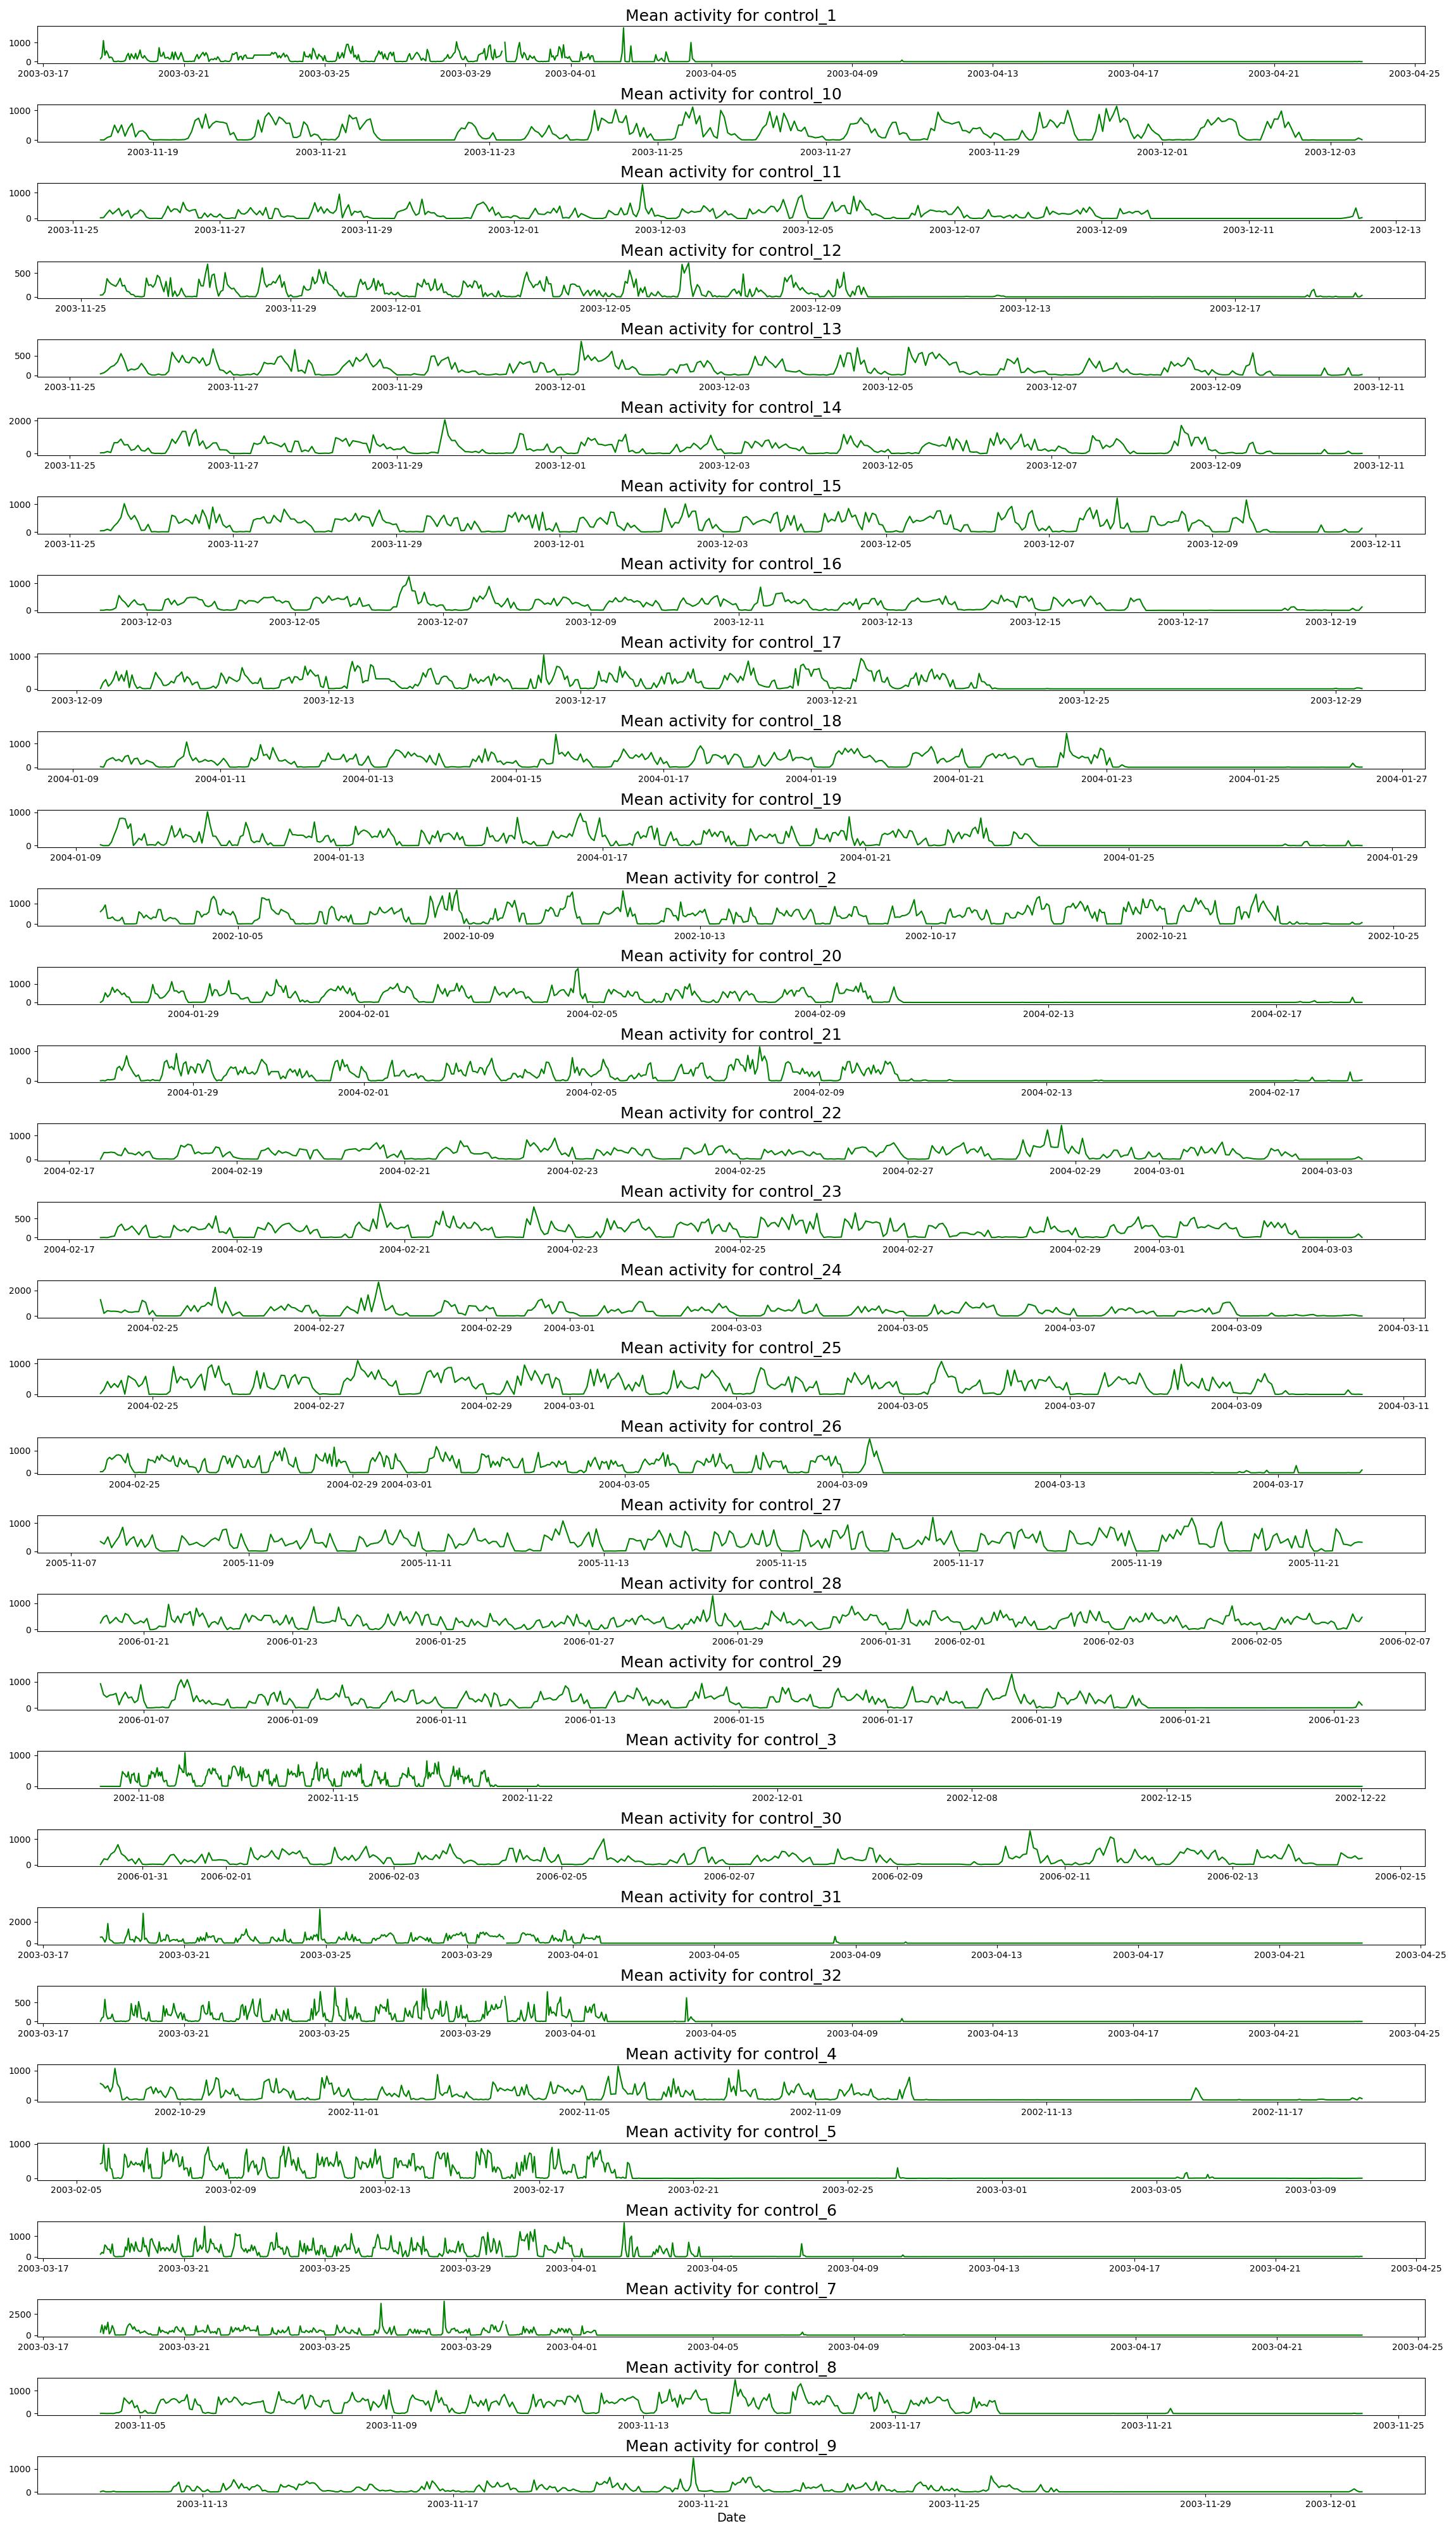 Mean activity for control_1
1000
0
2003-03-17 2003-03-21 2003-03-25 2003-03-29 2003-04-01 2003-04-05 2003-04-09 2003-04-13 2003-04-17 2003-04-21 2003-04-25
Mean activity for control_10
1000
0
2003-11-19 2003-11-21 2003-11-23 2003-11-25 2003-11-27 2003-11-29 2003-12-01 2003-12-03
Mean activity for control_11
1000
0
2003-11-25 2003-11-27 2003-11-29 2003-12-01 2003-12-03 2003-12-05 2003-12-07 2003-12-09 2003-12-11 2003-12-13
Mean activity for control_12
500
0
2003-11-25 2003-11-29 2003-12-01 2003-12-05 2003-12-09 2003-12-13 2003-12-17
Mean activity for control_13
500
0
2003-11-25 2003-11-27 2003-11-29 2003-12-01 2003-12-03 2003-12-05 2003-12-07 2003-12-09 2003-12-11
Mean activity for control_14
2000
0
2003-11-25 2003-11-27 2003-11-29 2003-12-01 2003-12-03 2003-12-05 2003-12-07 2003-12-09 2003-12-11
Mean activity for control_15
1000
0
2003-11-25 2003-11-27 2003-11-29 2003-12-01 2003-12-03 2003-12-05 2003-12-07 2003-12-09 2003-12-11
Mean activity for control_16
1000
0
2003-12-03 2003-12-05 2003-12-07 2003-12-09 2003-12-11 2003-12-13 2003-12-15 2003-12-17 2003-12-19
Mean activity for control_17
1000
0
2003-12-09 2003-12-13 2003-12-17 2003-12-21 2003-12-25 2003-12-29
Mean activity for control_18
1000
0
2004-01-09 2004-01-11 2004-01-13 2004-01-15 2004-01-17 2004-01-19 2004-01-21 2004-01-23 2004-01-25 2004-01-27
Mean activity for control_19
1000
0
2004-01-09 2004-01-13 2004-01-17 2004-01-21 2004-01-25 2004-01-29
Mean activity for control_2
1000
0
2002-10-05 2002-10-09 2002-10-13 2002-10-17 2002-10-21 2002-10-25
Mean activity for control_20
1000
0
2004-01-29 2004-02-01 2004-02-05 2004-02-09 2004-02-13 2004-02-17
Mean activity for control_21
1000
0
2004-01-29 2004-02-01 2004-02-05 2004-02-09 2004-02-13 2004-02-17
Mean activity for control_22
1000
0
2004-02-17 2004-02-19 2004-02-21 2004-02-23 2004-02-25 2004-02-27 2004-02-29 2004-03-01 2004-03-03
Mean activity for control_23
500
0
2004-02-17 2004-02-19 2004-02-21 2004-02-23 2004-02-25 2004-02-27 2004-02-29 2004-03-01 2004-03-03
Mean activity for control_24
2000
0
2004-02-25 2004-02-27 2004-02-29 2004-03-01 2004-03-03 2004-03-05 2004-03-07 2004-03-09 2004-03-11
Mean activity for control_25
1000
0
2004-02-25 2004-02-27 2004-02-29 2004-03-01 2004-03-03 2004-03-05 2004-03-07 2004-03-09 2004-03-11
Mean activity for control_26
1000
0
2004-02-25 2004-02-29 2004-03-01 2004-03-05 2004-03-09 2004-03-13 2004-03-17
Mean activity for control_27
1000
0
2005-11-07 2005-11-09 2005-11-11 2005-11-13 2005-11-15 2005-11-17 2005-11-19 2005-11-21
Mean activity for control_28
1000
0
2006-01-21 2006-01-23 2006-01-25 2006-01-27 2006-01-29 2006-01-31 2006-02-01 2006-02-03 2006-02-05 2006-02-07
Mean activity for control_29
1000
0
2006-01-07 2006-01-09 2006-01-11 2006-01-13 2006-01-15 2006-01-17 2006-01-19 2006-01-21 2006-01-23
Mean activity for control_3
1000
0
2002-11-08 2002-11-15 2002-11-22 2002-12-01 2002-12-08 2002-12-15 2002-12-22
Mean activity for control_30
1000
0
2006-01-31 2006-02-01 2006-02-03 2006-02-05 2006-02-07 2006-02-09 2006-02-11 2006-02-13 2006-02-15
Mean activity for control_31
2000
0
2003-03-17 2003-03-21 2003-03-25 2003-03-29 2003-04-01 2003-04-05 2003-04-09 2003-04-13 2003-04-17 2003-04-21 2003-04-25
Mean activity for control_32
500
0
2003-03-17 2003-03-21 2003-03-25 2003-03-29 2003-04-01 2003-04-05 2003-04-09 2003-04-13 2003-04-17 2003-04-21 2003-04-25
Mean activity for control_4
1000
0
2002-10-29 2002-11-01 2002-11-05 2002-11-09 2002-11-13 2002-11-17
Mean activity for control_5
1000
0
2003-02-05 2003-02-09 2003-02-13 2003-02-17 2003-02-21 2003-02-25 2003-03-01 2003-03-05 2003-03-09
Mean activity for control_6
1000
0
2003-03-17 2003-03-21 2003-03-25 2003-03-29 2003-04-01 2003-04-05 2003-04-09 2003-04-13 2003-04-17 2003-04-21 2003-04-25
Mean activity for control_7
2500
0
2003-03-17 2003-03-21 2003-03-25 2003-03-29 2003-04-01 2003-04-05 2003-04-09 2003-04-13 2003-04-17 2003-04-21 2003-04-25
Mean activity for control_8
1000
0
2003-11-05 2003-11-09 2003-11-13 2003-11-17 2003-11-21 2003-11-25
Mean activity for control_9
1000
0
2003-11-13 2003-11-17 2003-11-21 2003-11-25 2003-11-29 2003-12-01
Date